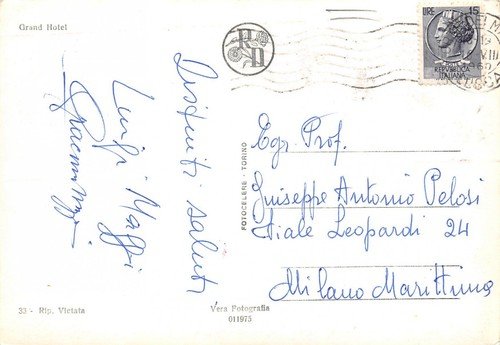 Grand Hotel
Distinti saluti
Luigi Maggi
33 - Rip. Vietata
Vera Fotografia
011975
FOTOCELERE - TORINO
LIRE 15
REPUBBLICA
ITALIANA
Egr. Prof.
Giuseppe Antonio Pelosi
Viale Leopardi 24
Milano Marittima